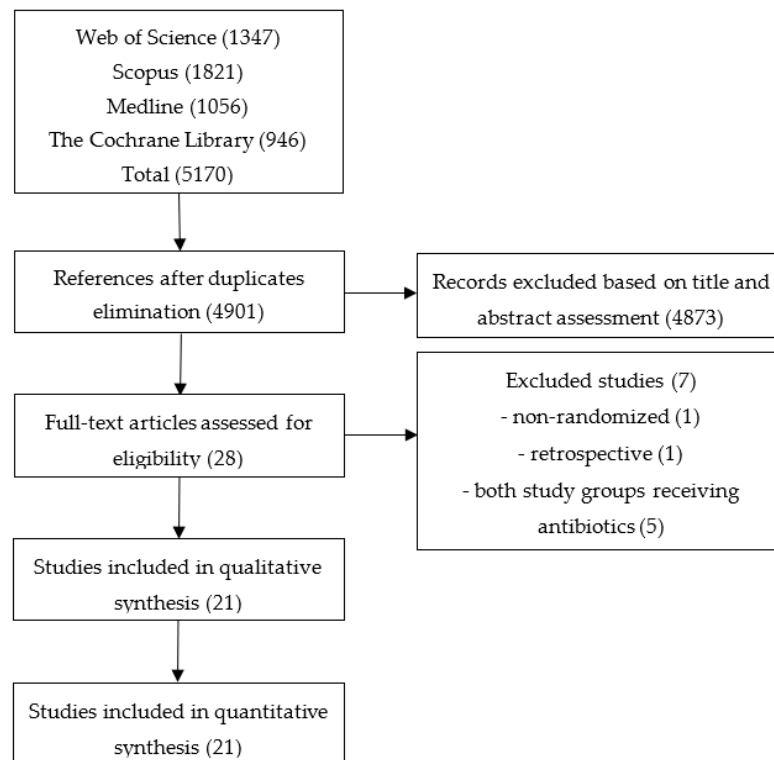 Web of Science (1347)
Scopus (1821)
Medline (1056)
The Cochrane Library (946)
Total (5170)
References after duplicates
elimination (4901)
Records excluded based on title and
abstract assessment (4873)
Full-text articles assessed for
eligibility (28)
Excluded studies (7)
- non-randomized (1)
- retrospective (1)
- both study groups receiving
antibiotics (5)
Studies included in qualitative
synthesis (21)
Studies included in quantitative
synthesis (21)